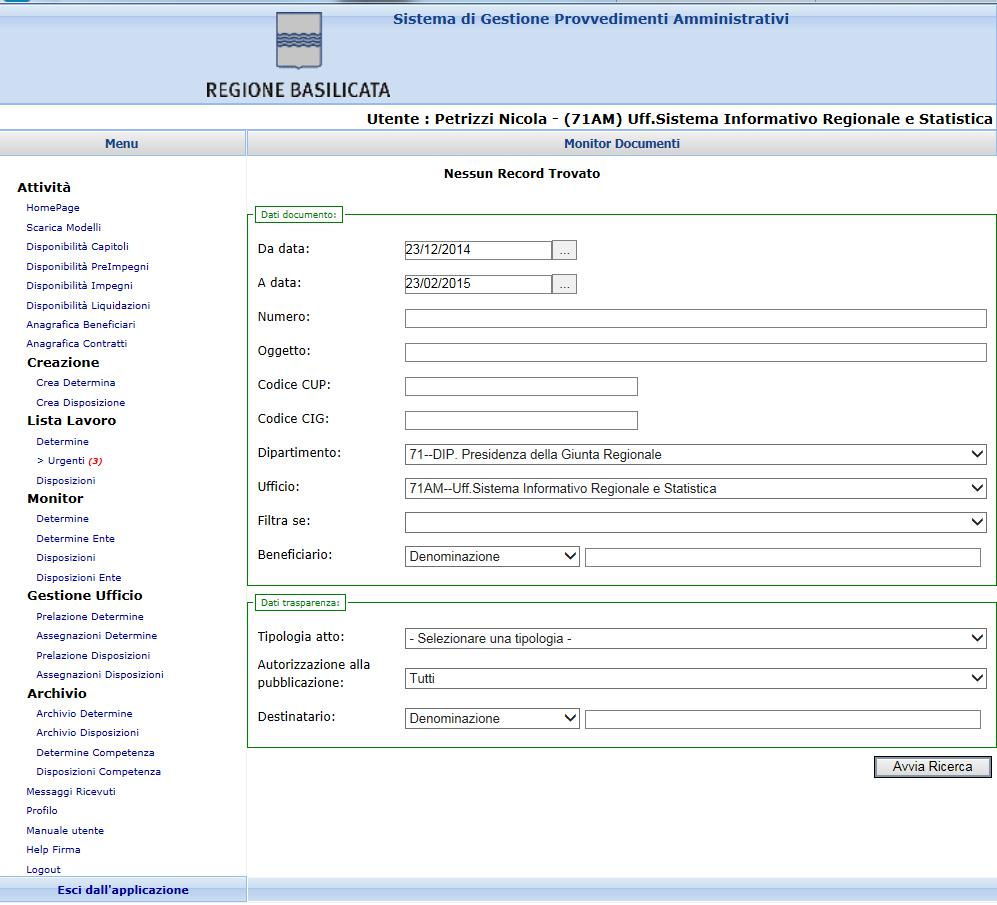 Sistema di Gestione Provvedimenti Amministrativi
REGIONE BASILICATA
Utente : Petrizzi Nicola - (71AM) Uff.Sistema Informativo Regionale e Statistica
Menu
Attività
HomePage
Scarica Modelli
Disponibilità Capitoli
Disponibilità PreImpegni
Disponibilità Impegni
Disponibilità Liquidazioni
Anagrafica Beneficiari
Anagrafica Contratti
Creazione
Crea Determina
Crea Disposizione
Lista Lavoro
Determine
> Urgenti (3)
Disposizioni
Monitor
Determine
Determine Ente
Disposizioni
Disposizioni Ente
Gestione Ufficio
Prelazione Determine
Assegnazioni Determine
Prelazione Disposizioni
Assegnazioni Disposizioni
Archivio
Archivio Determine
Archivio Disposizioni
Determine Competenza
Disposizioni Competenza
Messaggi Ricevuti
Profilo
Manuale utente
Help Firma
Logout
Esci dall'applicazione
Monitor Documenti
Nessun Record Trovato
Dati documento:
Da data: 23/12/2014 ...
A data: 23/02/2015 ...
Numero:
Oggetto:
Codice CUP:
Codice CIG:
Dipartimento: 71--DIP. Presidenza della Giunta Regionale
Ufficio: 71AM--Uff.Sistema Informativo Regionale e Statistica
Filtra se:
Beneficiario: Denominazione
Dati trasparenza:
Tipologia atto: - Selezionare una tipologia -
Autorizzazione alla
pubblicazione: Tutti
Destinatario: Denominazione
Avvia Ricerca